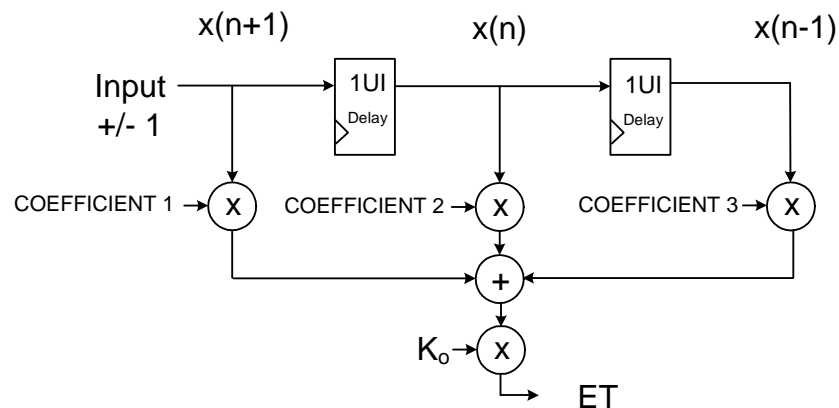 x(n+1)
x(n)
x(n-1)
Input
+/- 1
1UI
Delay
1UI
Delay
COEFFICIENT 1
X
COEFFICIENT 2
X
COEFFICIENT 3
X
+
Ko
X
ET